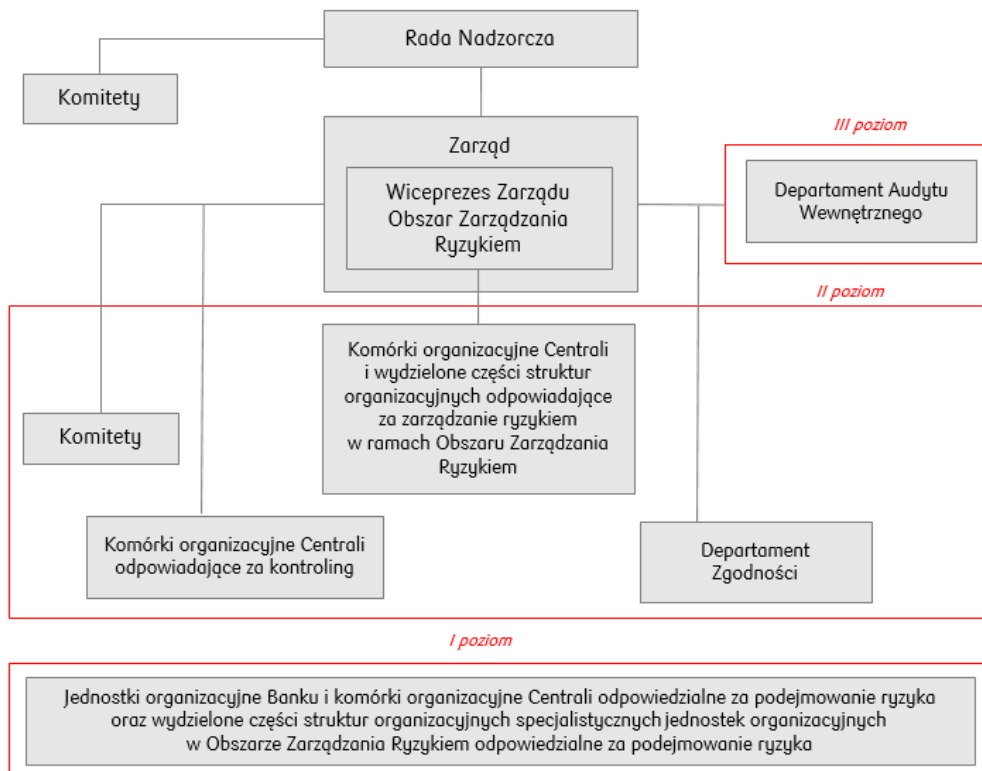 Rada Nadzorcza
Komitety
Zarząd
Wiceprezes Zarządu
Obszar Zarządzania
Ryzykiem
III poziom
Departament Audytu
Wewnętrznego
II poziom
Komórki organizacyjne Centrali
i wydzielone części struktur
organizacyjnych odpowiadające
za zarządzanie ryzykiem
w ramach Obszaru Zarządzania
Ryzykiem
Komitety
Komórki organizacyjne Centrali
odpowiadające za kontroling
Departament
Zgodności
I poziom
Jednostki organizacyjne Banku i komórki organizacyjne Centrali odpowiedzialne za podejmowanie ryzyka
oraz wydzielone części struktur organizacyjnych specjalistycznych jednostek organizacyjnych
w Obszarze Zarządzania Ryzykiem odpowiedzialne za podejmowanie ryzyka